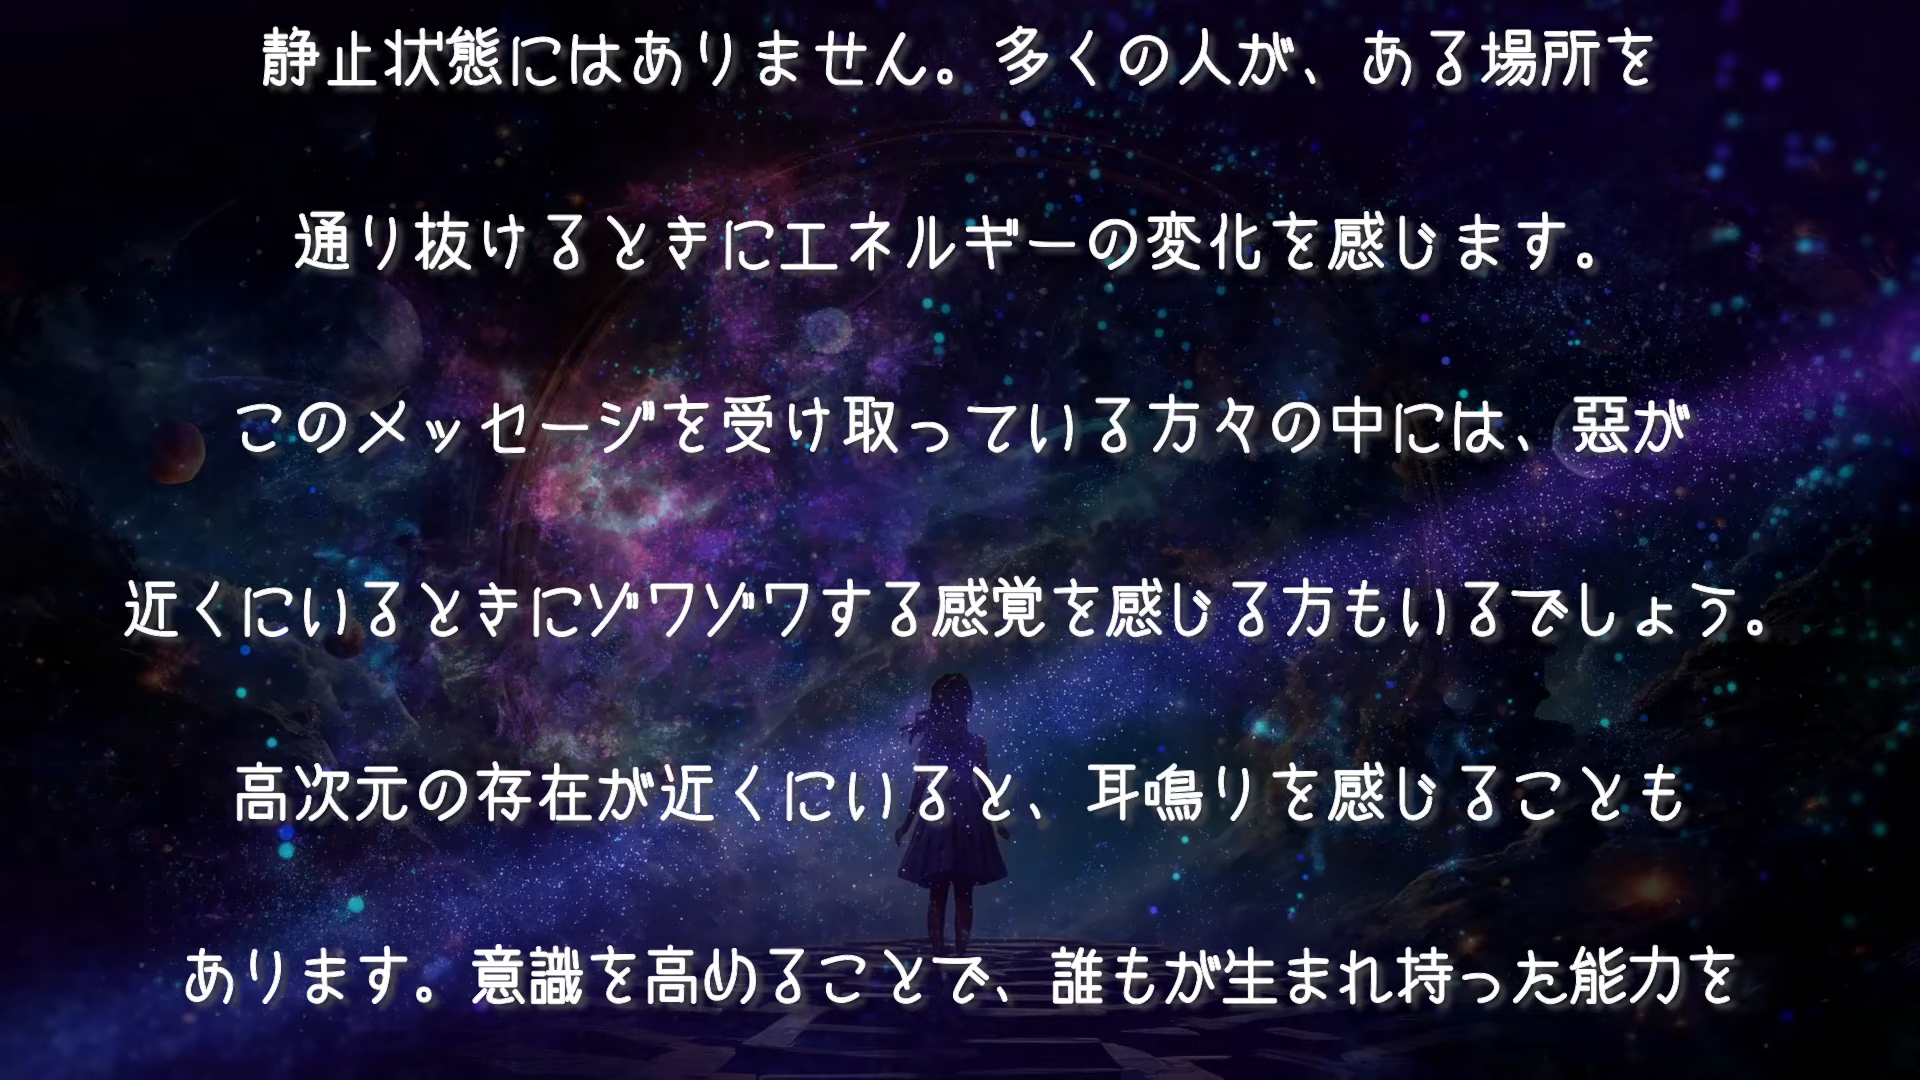 静止状態にはありません。多くの人が、ある場所を
通り抜けるときにエネルギーの変化を感じます。
このメッセージを受け取っている方々の中には、惡が
近くにいるときにゾワゾワする感覚を感じる方もいるでしょう。
高次元の存在が近くにいると、耳鳴りを感じることも
あります。意識を高めることで、誰もが生まれ持った能力を